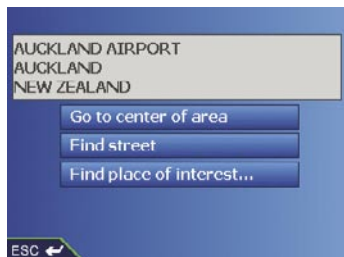 AUCKLAND AIRPORT
AUCKLAND
NEW ZEALAND
Go to center of area
Find street
Find place of interest...
ESC